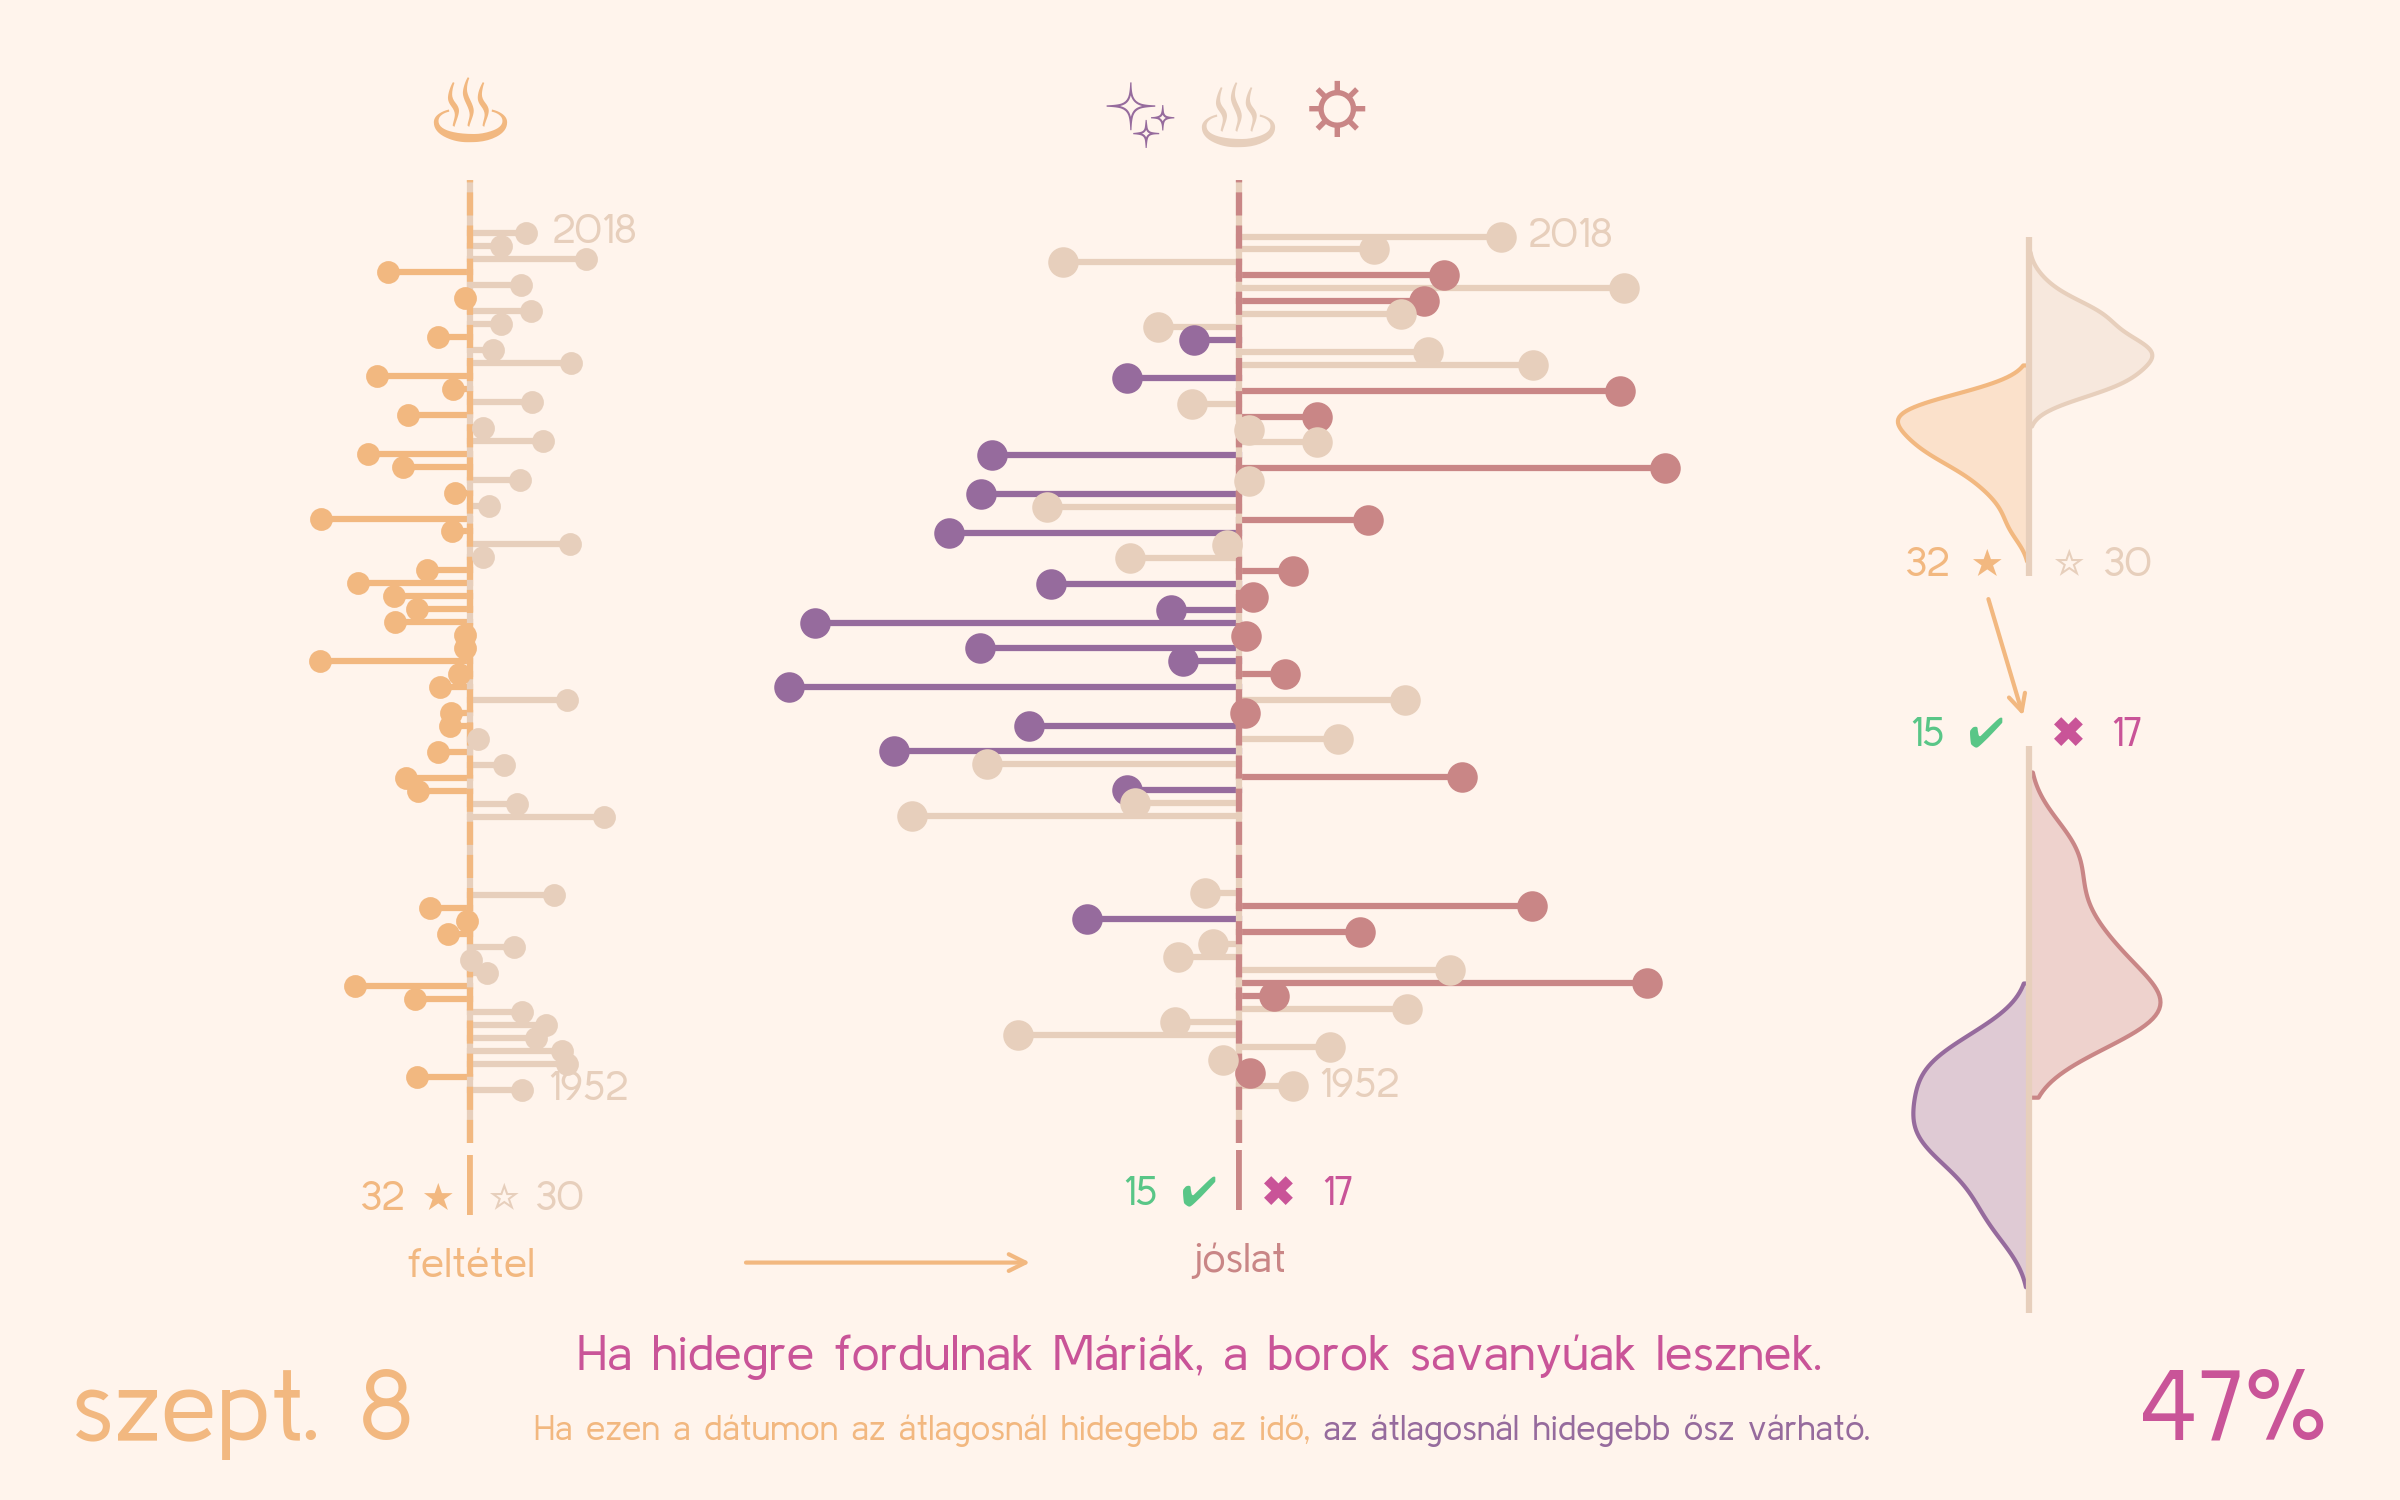 2018
2018
1952
1952
32 ★ ☆ 30
15 ✔ ✖ 17
32 ★ ☆ 30
15 ✔ ✖ 17
feltétel
jóslat
Ha hidegre fordulnak Máriák, a borok savanyúak lesznek.
szept. 8
Ha ezen a dátumon az átlagosnál hidegebb az idő, az átlagosnál hidegebb ősz várható.
47%